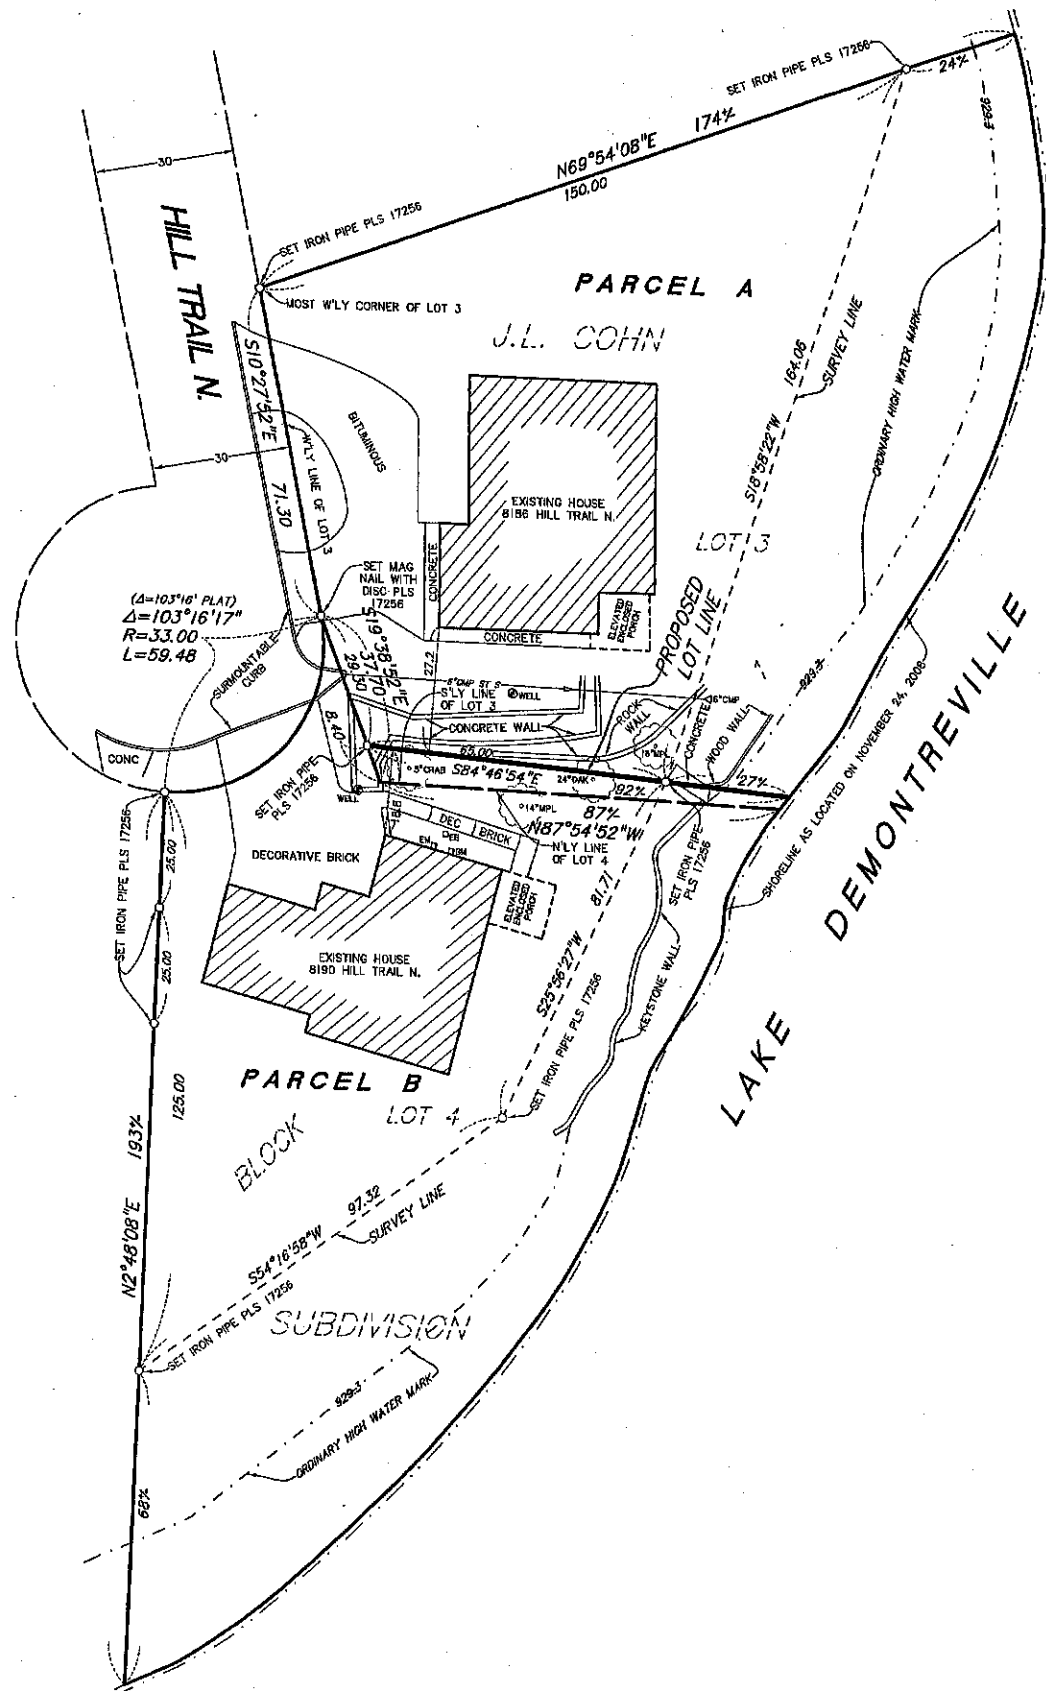 SET IRON PIPE PLS 17256
24±
N69°54'08"E
174±
150.00
929.3
30
HILL TRAIL N.
SET IRON PIPE PLS 17256
MOST W'LY CORNER OF LOT 3
PARCEL A
J.L. COHN
164.06
SURVEY LINE
S18°58'22"W
ORDINARY HIGH WATER MARK
S10°27'52"E
71.30
W'LY LINE OF LOT 3
30
BITUMINOUS
EXISTING HOUSE
8186 HILL TRAIL N.
LOT 3
CONCRETE
SET MAG
NAIL WITH
DISC PLS
17256
(Δ=103°16' PLAT)
Δ=103°16'17"
R=33.00
L=59.48
SURMOUNTABLE
CURB
S19°38'52"E
37.70
29.30
8.40
27.2
CONCRETE
ELEVATED
ENCLOSED
PORCH
PROPOSED
LOT LINE
S'LY LINE
OF LOT 3
WELL
CONCRETE WALL
ROCK
WALL
CONCRETE
WOOD WALL
929.3
CONC
SET IRON PIPE
PLS 17256
WELL
65.00
S84°46'54"E
24"OAK
92±
27±
14"MPL
87±
N87°54'52"W
N'LY LINE
OF LOT 4
DEC BRICK
DECORATIVE BRICK
ELEVATED
ENCLOSED
PORCH
SET IRON PIPE
PLS 17256
SHORELINE AS LOCATED ON NOVEMBER 24, 2008
LAKE DEMONTREVILLE
SET IRON PIPE PLS 17256
25.00
25.00
EXISTING HOUSE
8190 HILL TRAIL N.
81.71
S25°56'27"W
SET IRON PIPE PLS 17256
KEYSTONE WALL
PARCEL B
LOT 4
BLOCK
125.00
193±
N2°48'08"E
97.32
S54°16'58"W
SURVEY LINE
SET IRON PIPE PLS 17256
SUBDIVISION
929.3
ORDINARY HIGH WATER MARK
68±